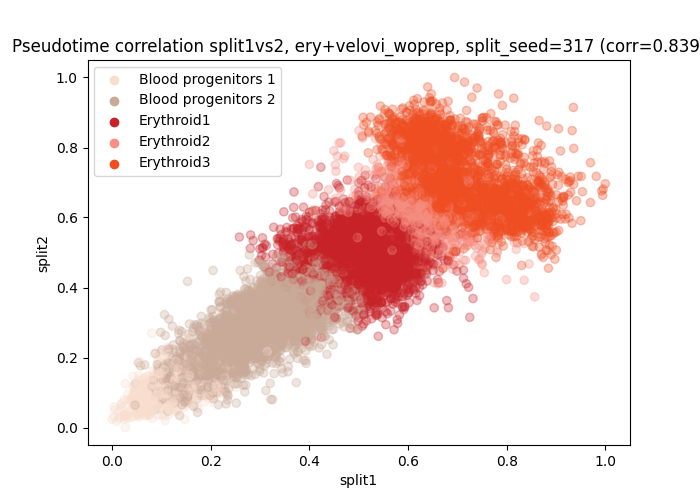 Pseudotime correlation split1vs2, ery+velovi_woprep, split_seed=317 (corr=0.839
Blood progenitors 1
Blood progenitors 2
Erythroid1
Erythroid2
Erythroid3
split2
1.0
0.8
0.6
0.4
0.2
0.0
0.0 0.2 0.4 0.6 0.8 1.0
split1